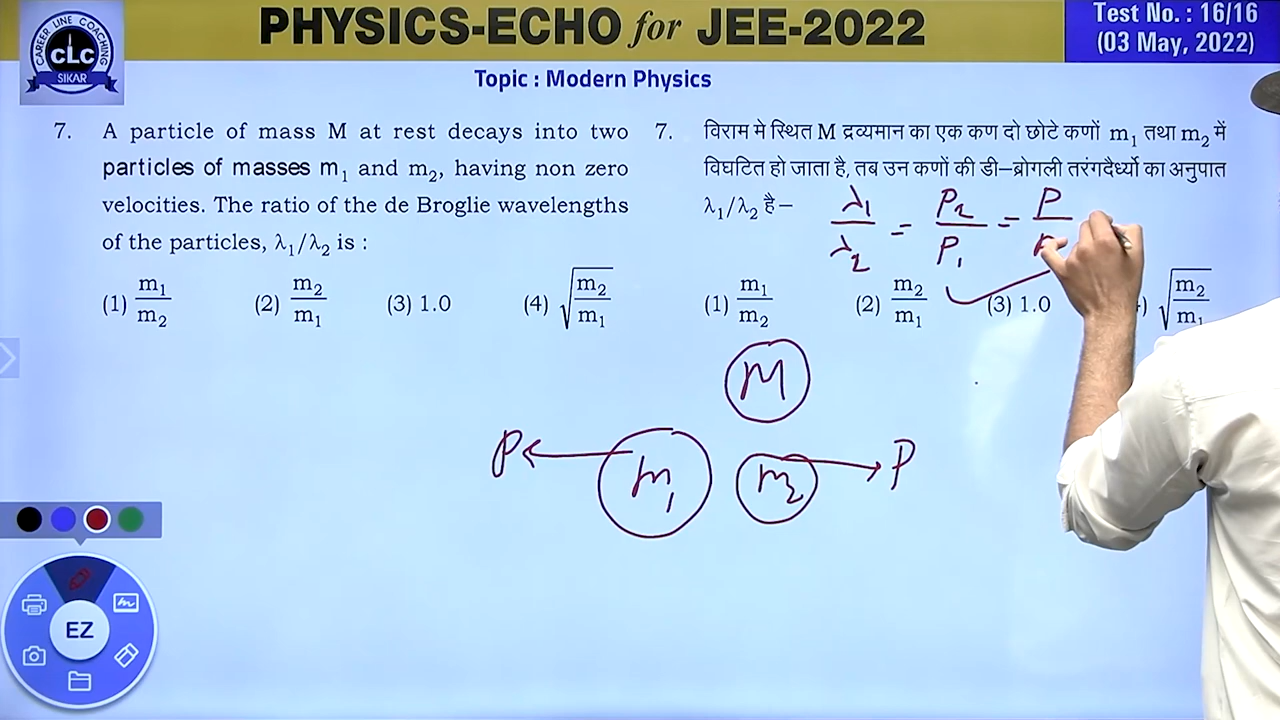 CAREER LINE COACHING
CLC
SIKAR
PHYSICS-ECHO for JEE-2022
Test No. : 16/16
(03 May, 2022)
Topic : Modern Physics
7. A particle of mass M at rest decays into two
particles of masses m₁ and m₂, having non zero
velocities. The ratio of the de Broglie wavelengths
of the particles, λ₁/λ₂ is :
(1) m₁/m₂ (2) m₂/m₁ (3) 1.0 (4) √(m₂/m₁)
7. विराम मे स्थित M द्रव्यमान का एक कण दो छोटे कणों m₁ तथा m₂ में
विघटित हो जाता है, तब उन कणों की डी–ब्रोगली तरंगदैर्ध्यो का अनुपात
λ₁/λ₂ है –
λ₁/λ₂ = P₂/P₁ = P/
(1) m₁/m₂ (2) m₂/m₁ (3) 1.0 ) √(m₂/m₁)
M
P m₁ m₂ P
EZ